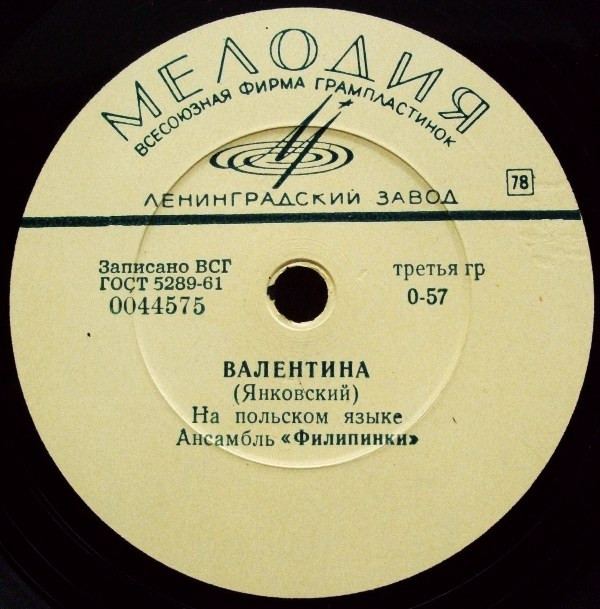 МЕЛОДИЯ
ВСЕСОЮЗНАЯ ФИРМА ГРАМПЛАСТИНОК
ЛЕНИНГРАДСКИЙ ЗАВОД
78
Записано ВСГ
ГОСТ 5289-61
0044575
третья гр
0-57
ВАЛЕНТИНА
(Янковский)
На польском языке
Ансамбль «Филипинки»